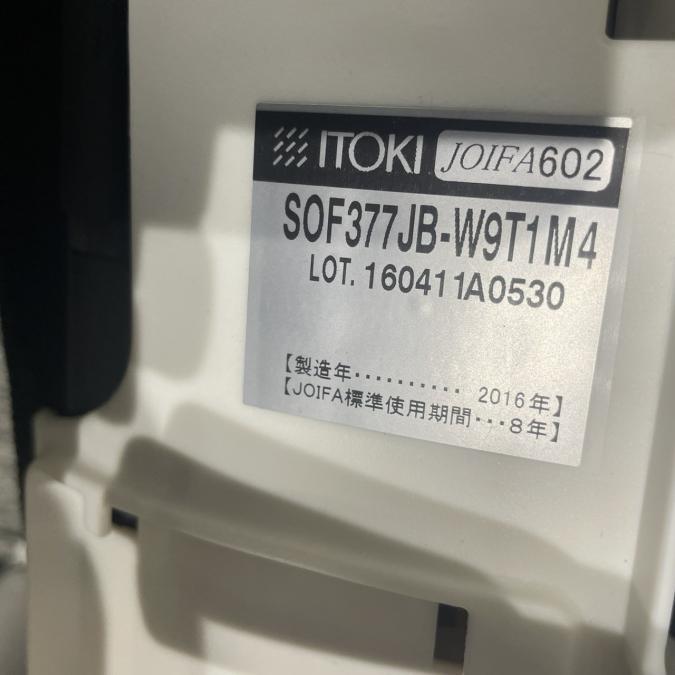 ITOKI JOIFA602
SOF377JB-W9T1M4
LOT. 160411A0530
【製造年‥‥‥‥‥ 2016年】
【JOIFA標準使用期間‥‥8年】